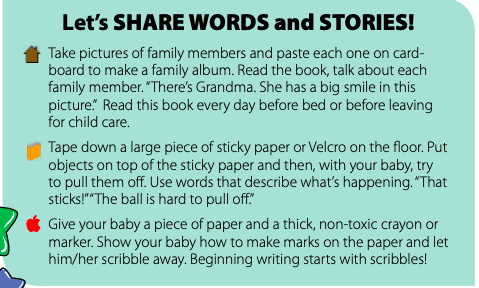 Let's SHARE WORDS and STORIES!
Take pictures of family members and paste each one on card-
board to make a family album. Read the book, talk about each
family member. “There’s Grandma. She has a big smile in this
picture.” Read this book every day before bed or before leaving
for child care.
Tape down a large piece of sticky paper or Velcro on the floor. Put
objects on top of the sticky paper and then, with your baby, try
to pull them off. Use words that describe what’s happening. “That
sticks!” “The ball is hard to pull off.”
Give your baby a piece of paper and a thick, non-toxic crayon or
marker. Show your baby how to make marks on the paper and let
him/her scribble away. Beginning writing starts with scribbles!